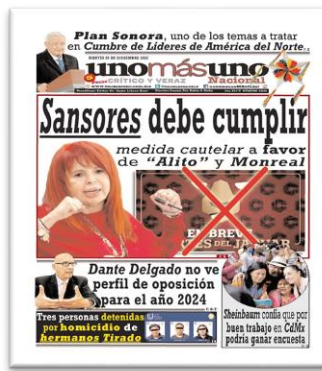 Plan Sonora, uno de los temas a tratar
en Cumbre de Líderes de América del Norte
unomásuno
CRÍTICO Y VERAZ
Nacional
Sansores debe cumplir
medida cautelar a favor
de "Alito" y Monreal
EN BREVE
Dante Delgado no ve
perfil de oposición
para el año 2024
Sheinbaum confía que por
buen trabajo en CdMx
podría ganar encuesta
Tres personas detenidas
por homicidio de
hermanos Tirado